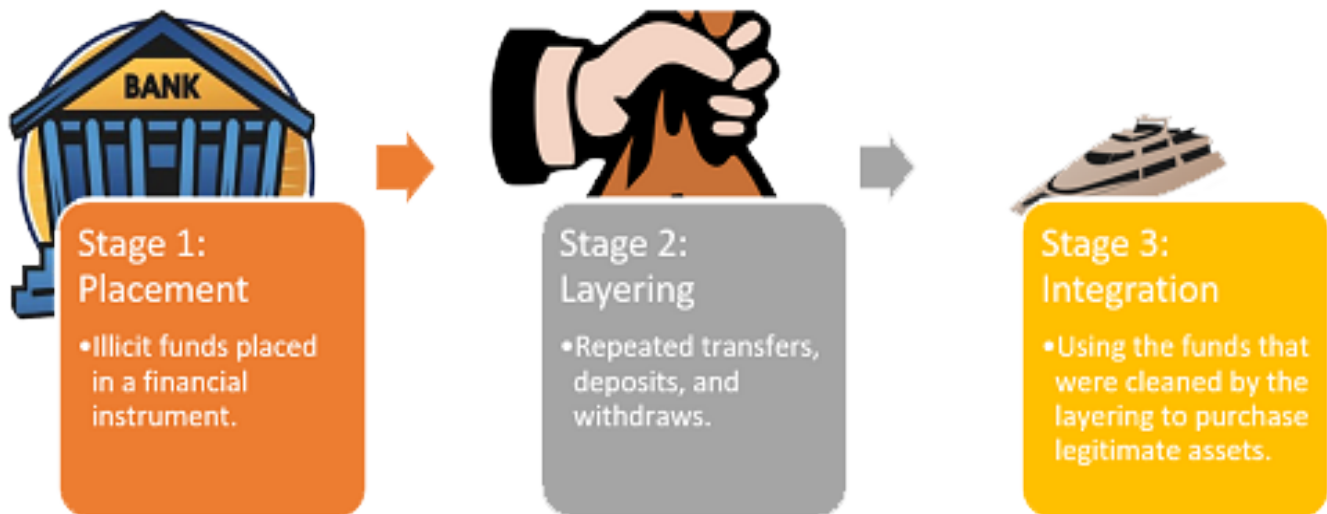 BANK
Stage 1:
Placement
•Illicit funds placed
in a financial
instrument.
Stage 2:
Layering
•Repeated transfers,
deposits, and
withdraws.
Stage 3:
Integration
•Using the funds that
were cleaned by the
layering to purchase
legitimate assets.